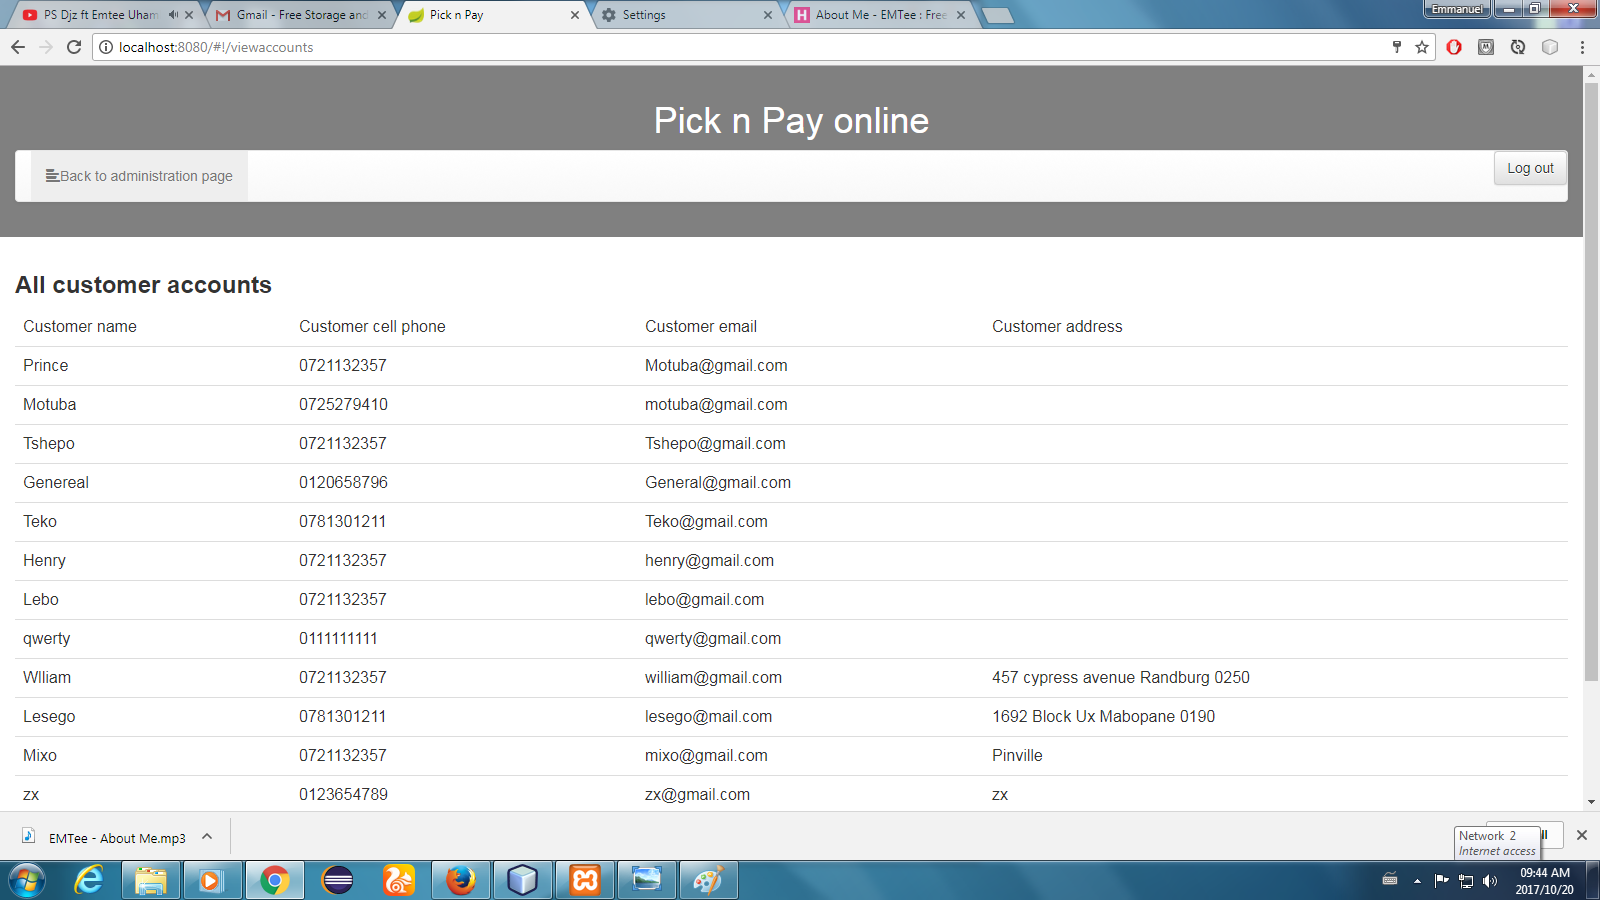 PS Djz ft Emtee Uham
Gmail - Free Storage and
Pick n Pay
Settings
About Me - EMTee : Free
Emmanuel
localhost:8080/#!/viewaccounts
Pick n Pay online
Back to administration page
Log out
All customer accounts
Customer name Customer cell phone Customer email Customer address
Prince 0721132357 Motuba@gmail.com
Motuba 0725279410 motuba@gmail.com
Tshepo 0721132357 Tshepo@gmail.com
Genereal 0120658796 General@gmail.com
Teko 0781301211 Teko@gmail.com
Henry 0721132357 henry@gmail.com
Lebo 0721132357 lebo@gmail.com
qwerty 0111111111 qwerty@gmail.com
Wlliam 0721132357 william@gmail.com 457 cypress avenue Randburg 0250
Lesego 0781301211 lesego@mail.com 1692 Block Ux Mabopane 0190
Mixo 0721132357 mixo@gmail.com Pinville
zx 0123654789 zx@gmail.com zx
EMTee - About Me.mp3
Network 2
Internet access
09:44 AM
2017/10/20